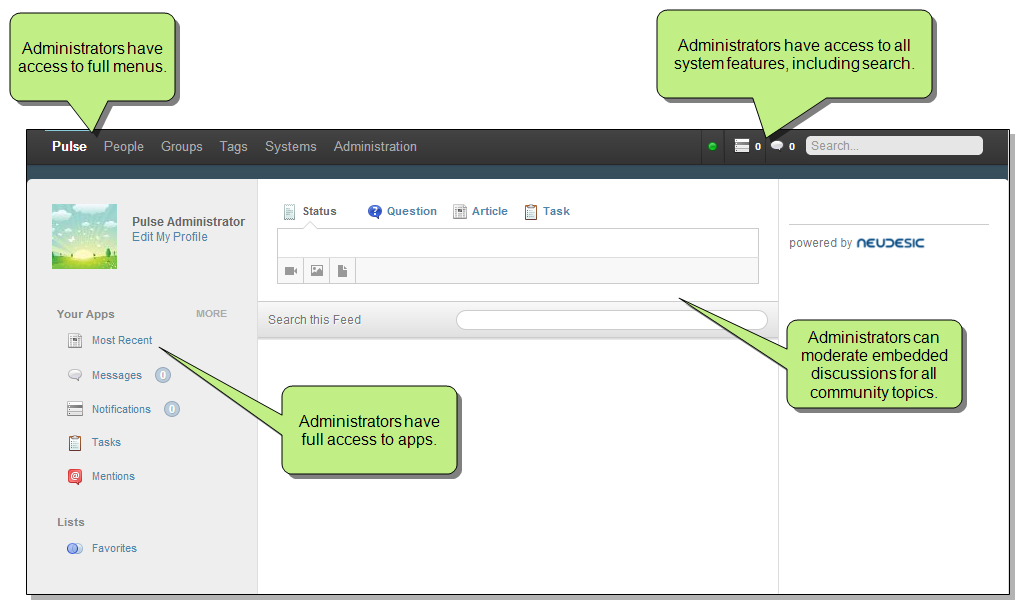 Administrators have
access to full menus.
Administrators have access to all
system features, including search.
Pulse People Groups Tags Systems Administration 0 0 Search...
Pulse Administrator
Edit My Profile
Status Question Article Task
powered by NEUDESIC
Your Apps MORE
Search this Feed
Most Recent
Messages 0
Notifications 0
Tasks
@ Mentions
Lists
Favorites
Administrators have
full access to apps.
Administrators can
moderate embedded
discussions for all
community topics.